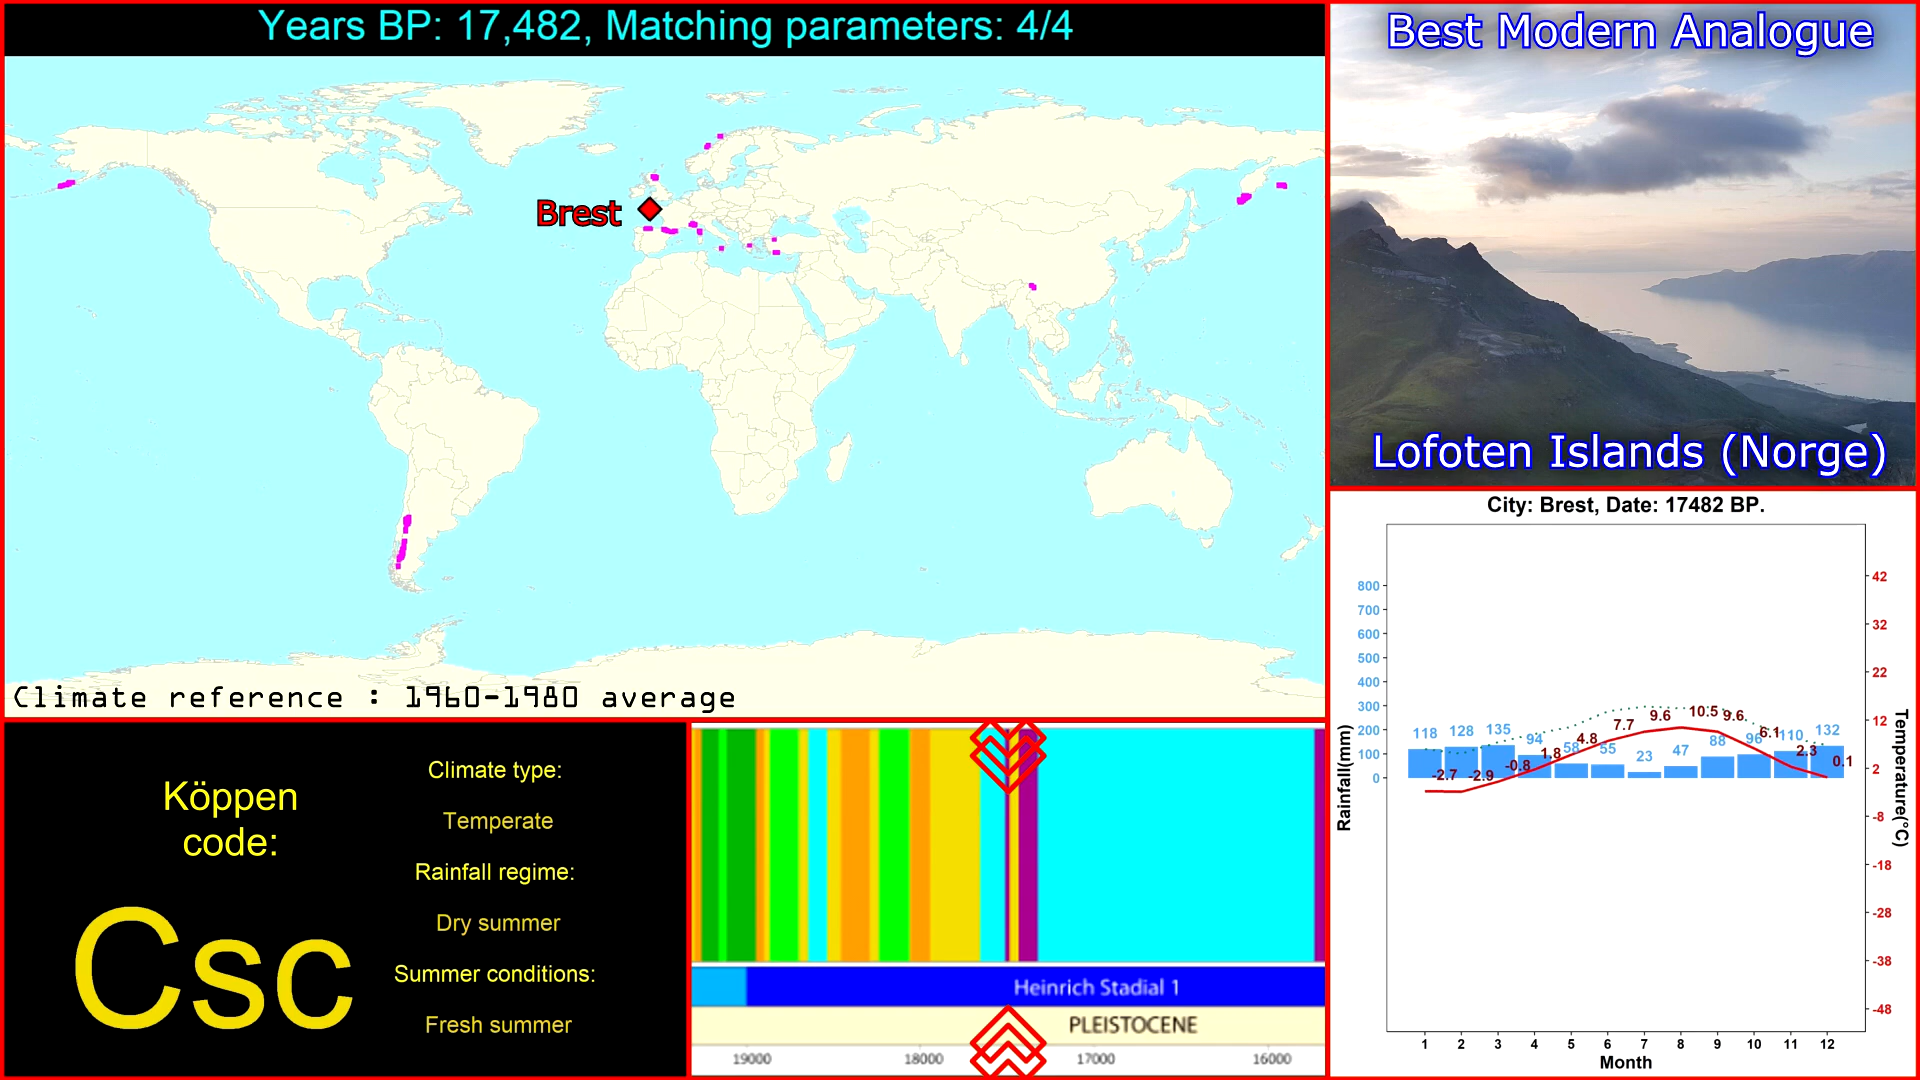 Years BP: 17,482, Matching parameters: 4/4
Brest
Climate reference : 1960-1980 average
Best Modern Analogue
Lofoten Islands (Norge)
Köppen
code:
Csc
Climate type:
Temperate
Rainfall regime:
Dry summer
Summer conditions:
Fresh summer
Heinrich Stadial 1
PLEISTOCENE
19000 18000 17000 16000
City: Brest, Date: 17482 BP.
Rainfall(mm)
800
700
600
500
400
300
200
100
0
118 128 135 94 58 55 23 47 88 96 110 132
-2.7 -2.9 -0.8 1.8 4.8 7.7 9.6 10.5 9.6 6.1 2.3 0.1
Temperature(°C)
42
32
22
12
2
-8
-18
-28
-38
-48
1 2 3 4 5 6 7 8 9 10 11 12
Month